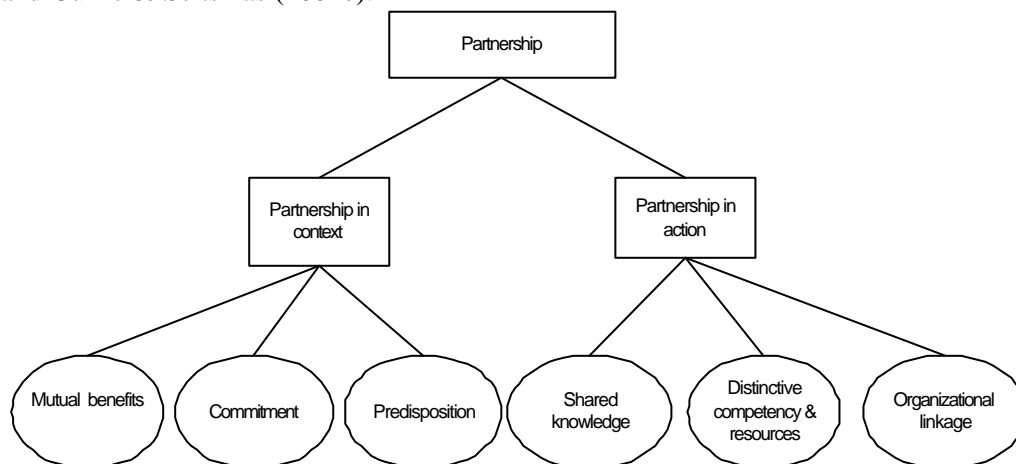 Partnership
Partnership in
context
Partnership in
action
Mutual benefits
Commitment
Predisposition
Shared
knowledge
Distinctive
competency &
resources
Organizational
linkage